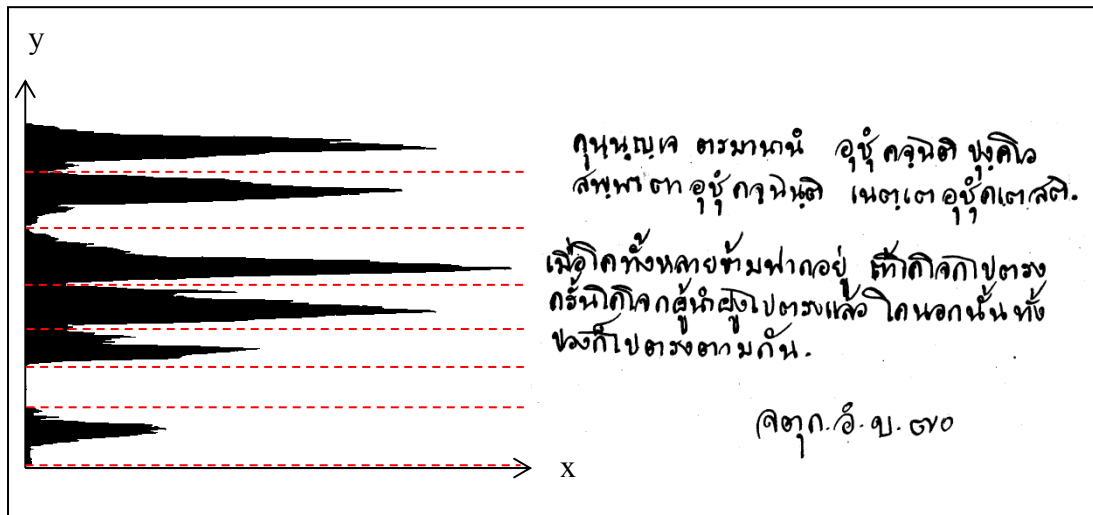 y
คุนฺนญฺเจ ตรมานานํ อุชุํ คจฺฉติ ปุงฺคโว
สพฺพา ตา อุชุํ คจฺฉนฺติ เนตฺเต อุชุํ คเต สติ.
เมื่อโคทั้งหลายข้ามฟากอยู่ ถ้าโคโจกไปตรง
ครั้นโคโจกผู้นำฝูงไปตรงแล้ว โคนอกนั้นทั้ง
ปวงก็ไปตรงตามกัน.
จตุก. อํ. บ. ๗๐
x